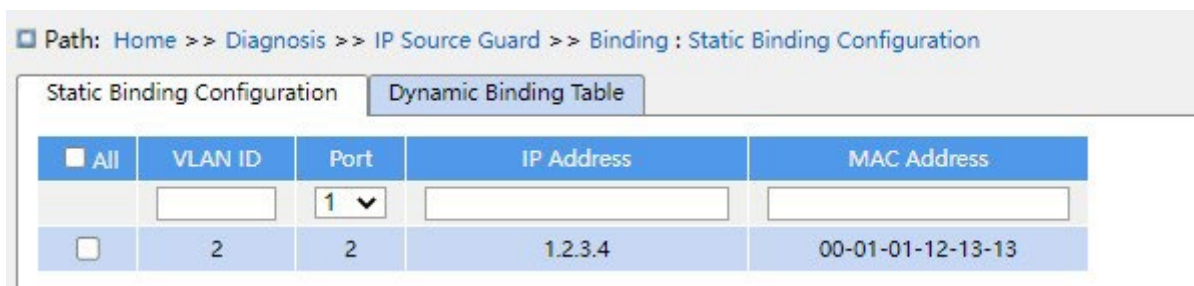 Path: Home >> Diagnosis >> IP Source Guard >> Binding : Static Binding Configuration
Static Binding Configuration Dynamic Binding Table
All VLAN ID Port IP Address MAC Address
1
2 2 1.2.3.4 00-01-01-12-13-13